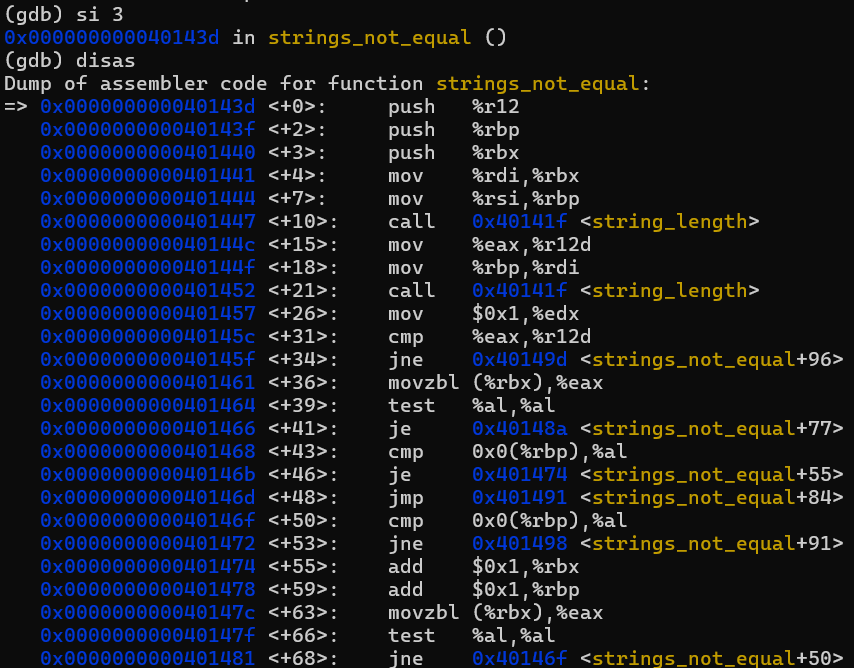 (gdb) si 3
0x000000000040143d in strings_not_equal ()
(gdb) disas
Dump of assembler code for function strings_not_equal:
=> 0x000000000040143d <+0>:     push   %r12
   0x000000000040143f <+2>:     push   %rbp
   0x0000000000401440 <+3>:     push   %rbx
   0x0000000000401441 <+4>:     mov    %rdi,%rbx
   0x0000000000401444 <+7>:     mov    %rsi,%rbp
   0x0000000000401447 <+10>:    call   0x40141f <string_length>
   0x000000000040144c <+15>:    mov    %eax,%r12d
   0x000000000040144f <+18>:    mov    %rbp,%rdi
   0x0000000000401452 <+21>:    call   0x40141f <string_length>
   0x0000000000401457 <+26>:    mov    $0x1,%edx
   0x000000000040145c <+31>:    cmp    %eax,%r12d
   0x000000000040145f <+34>:    jne    0x40149d <strings_not_equal+96>
   0x0000000000401461 <+36>:    movzbl (%rbx),%eax
   0x0000000000401464 <+39>:    test   %al,%al
   0x0000000000401466 <+41>:    je     0x40148a <strings_not_equal+77>
   0x0000000000401468 <+43>:    cmp    0x0(%rbp),%al
   0x000000000040146b <+46>:    je     0x401474 <strings_not_equal+55>
   0x000000000040146d <+48>:    jmp    0x401491 <strings_not_equal+84>
   0x000000000040146f <+50>:    cmp    0x0(%rbp),%al
   0x0000000000401472 <+53>:    jne    0x401498 <strings_not_equal+91>
   0x0000000000401474 <+55>:    add    $0x1,%rbx
   0x0000000000401478 <+59>:    add    $0x1,%rbp
   0x000000000040147c <+63>:    movzbl (%rbx),%eax
   0x000000000040147f <+66>:    test   %al,%al
   0x0000000000401481 <+68>:    jne    0x40146f <strings_not_equal+50>